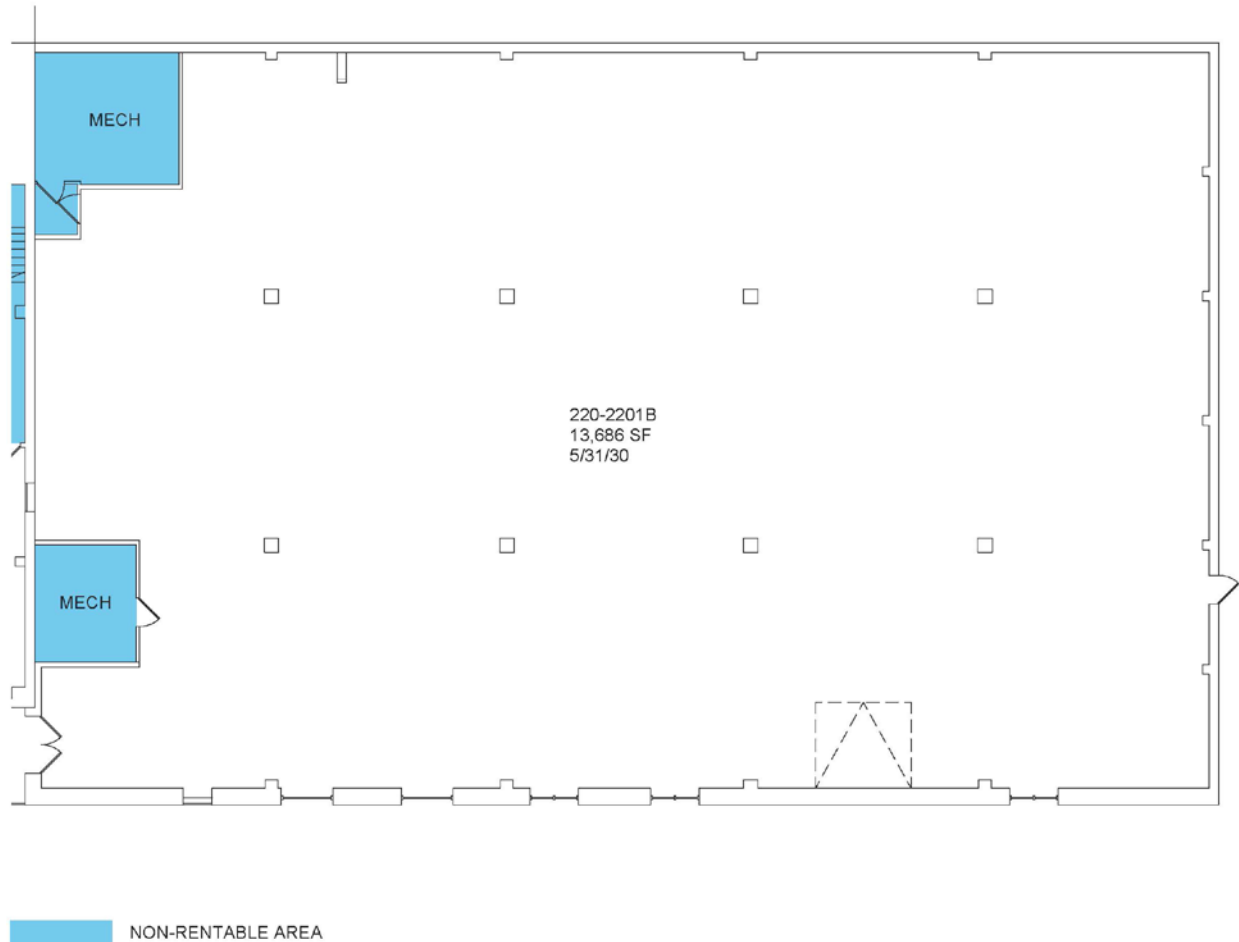 MECH
220-2201B
13,686 SF
5/31/30
MECH
NON-RENTABLE AREA